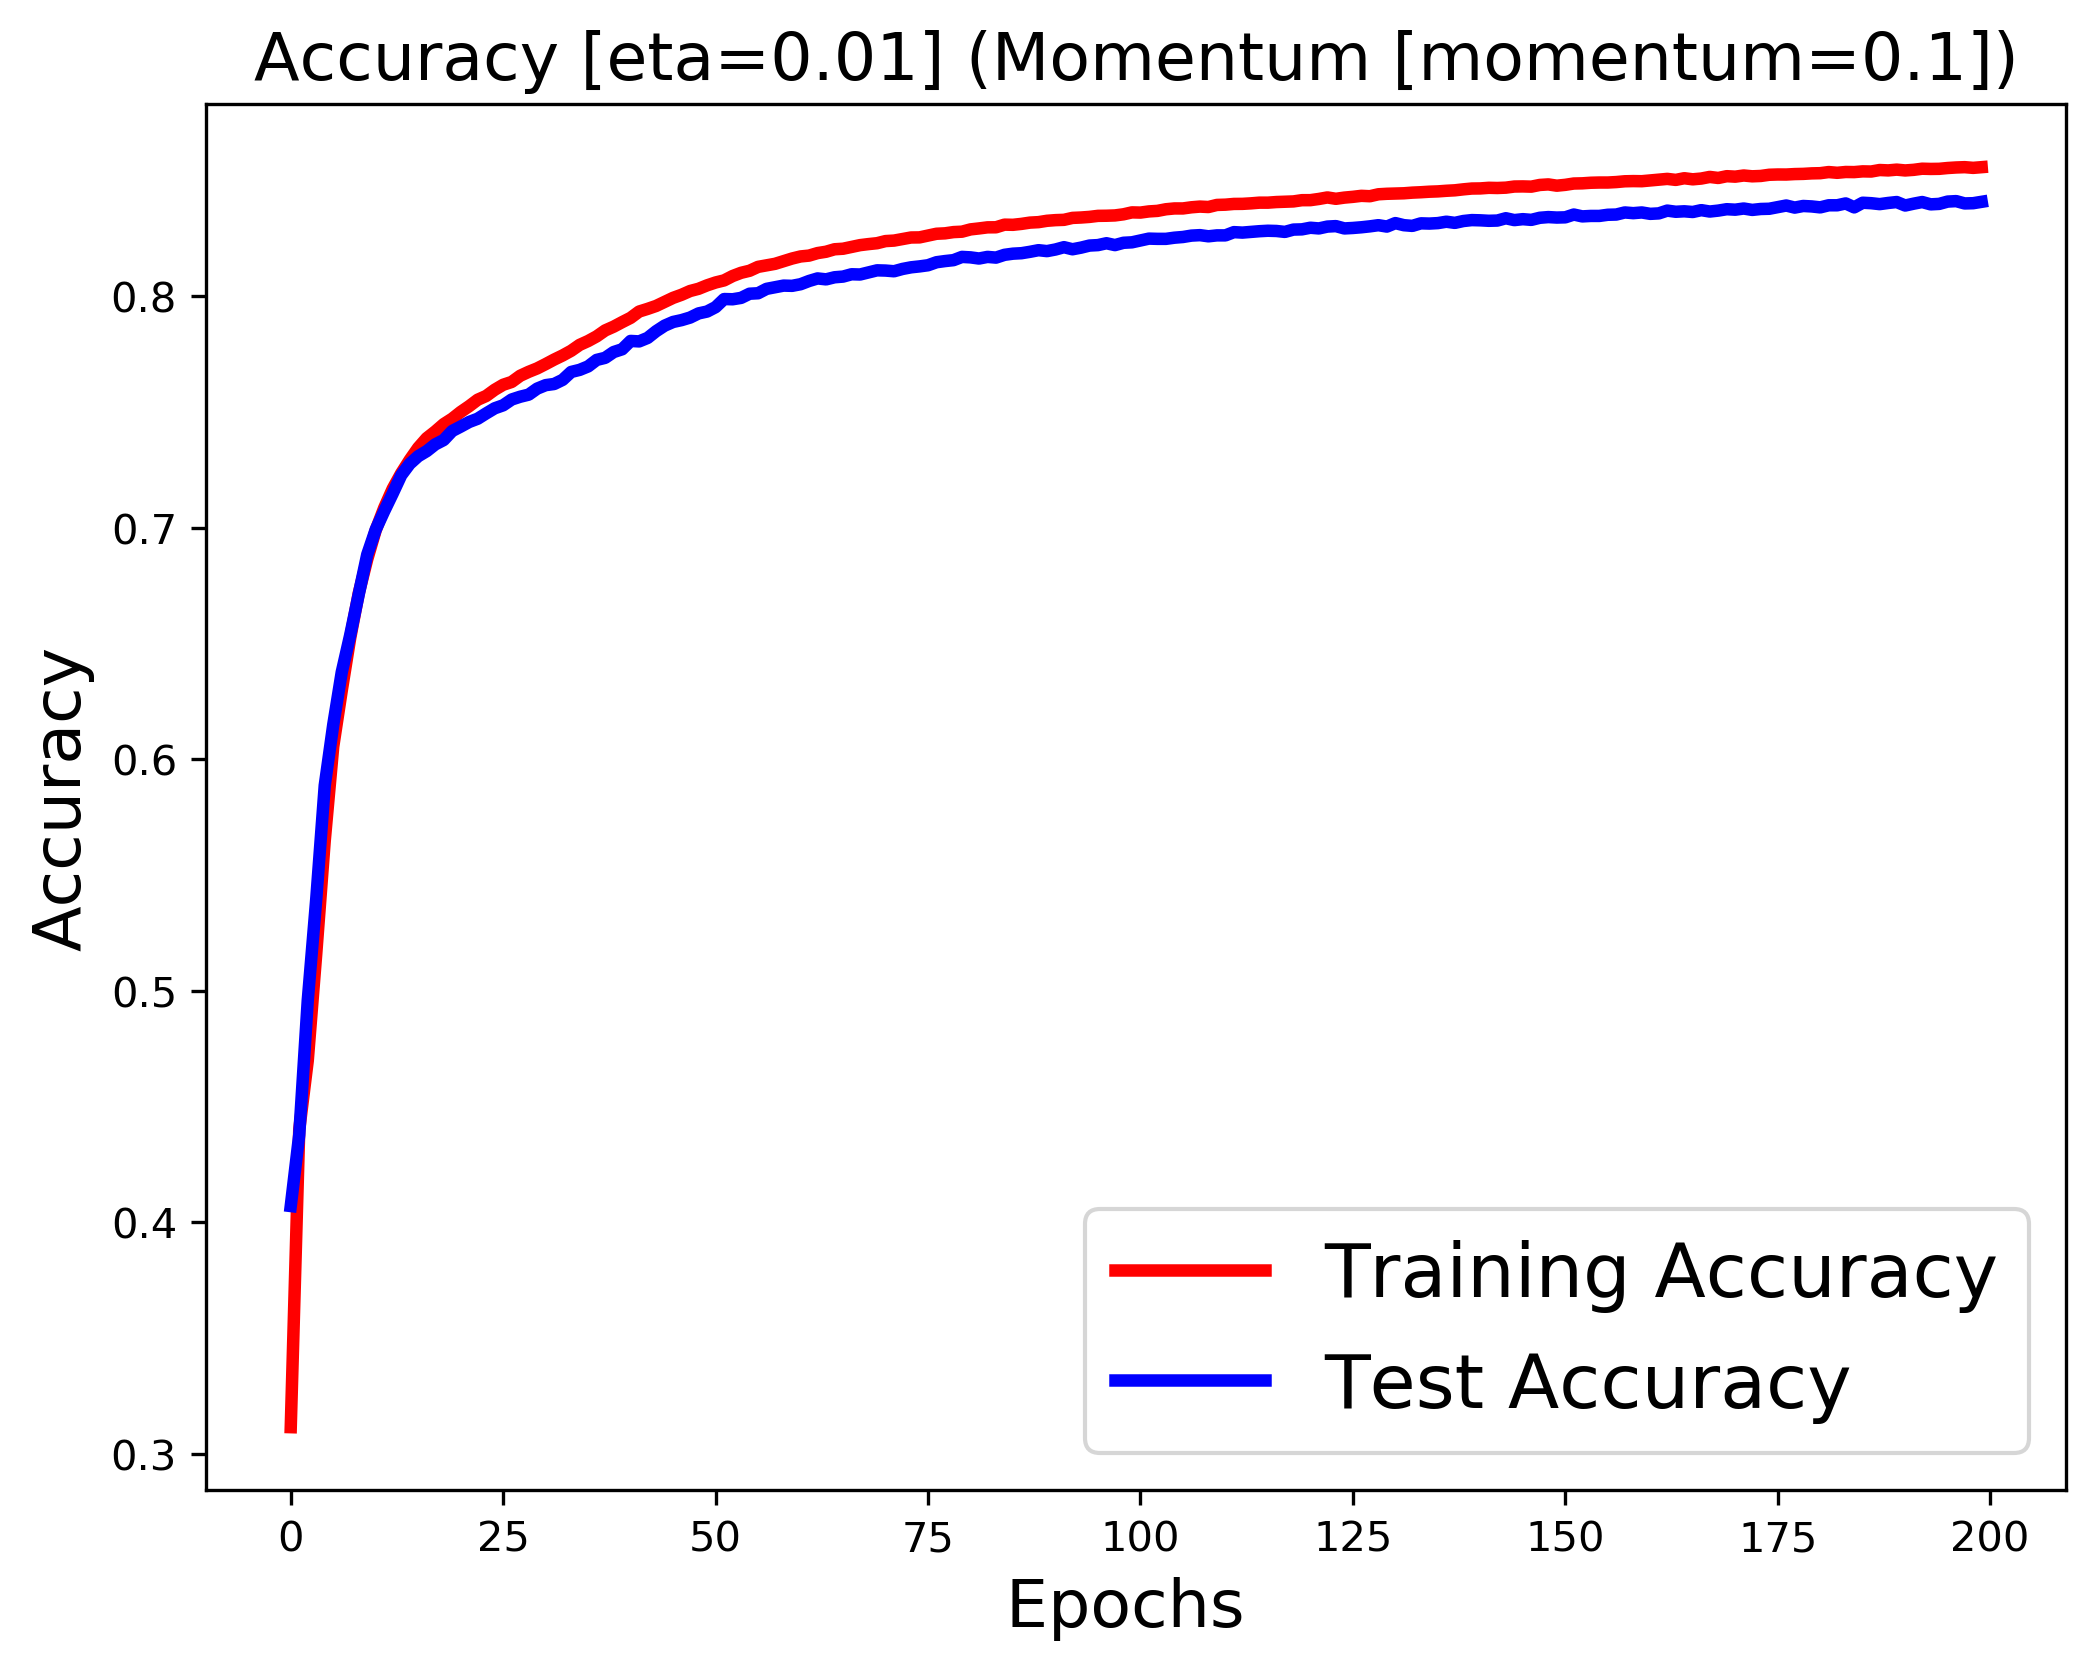 Accuracy [eta=0.01] (Momentum [momentum=0.1])
Accuracy
0.8
0.7
0.6
0.5
0.4
0.3
Training Accuracy
Test Accuracy
0 25 50 75 100 125 150 175 200
Epochs